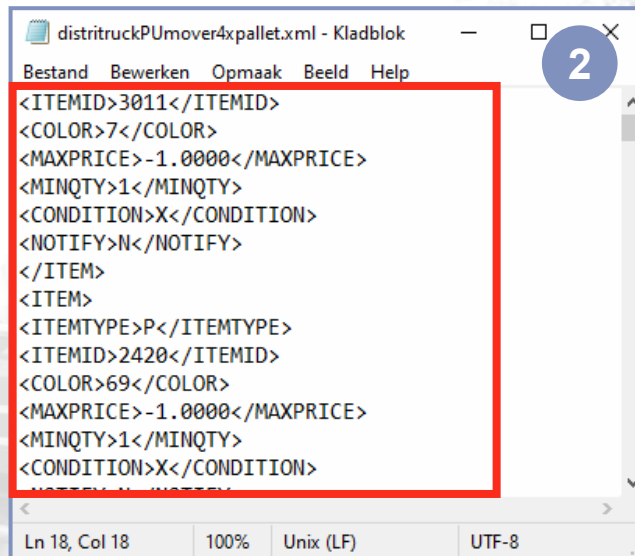 distritruckPUmover4xpallet.xml - Kladblok
2
Bestand Bewerken Opmaak Beeld Help
<ITEMID>3011</ITEMID>
<COLOR>7</COLOR>
<MAXPRICE>-1.0000</MAXPRICE>
<MINQTY>1</MINQTY>
<CONDITION>X</CONDITION>
<NOTIFY>N</NOTIFY>
</ITEM>
<ITEM>
<ITEMTYPE>P</ITEMTYPE>
<ITEMID>2420</ITEMID>
<COLOR>69</COLOR>
<MAXPRICE>-1.0000</MAXPRICE>
<MINQTY>1</MINQTY>
<CONDITION>X</CONDITION>
<NOTIFY>N</NOTIFY>
Ln 18, Col 18 100% Unix (LF) UTF-8